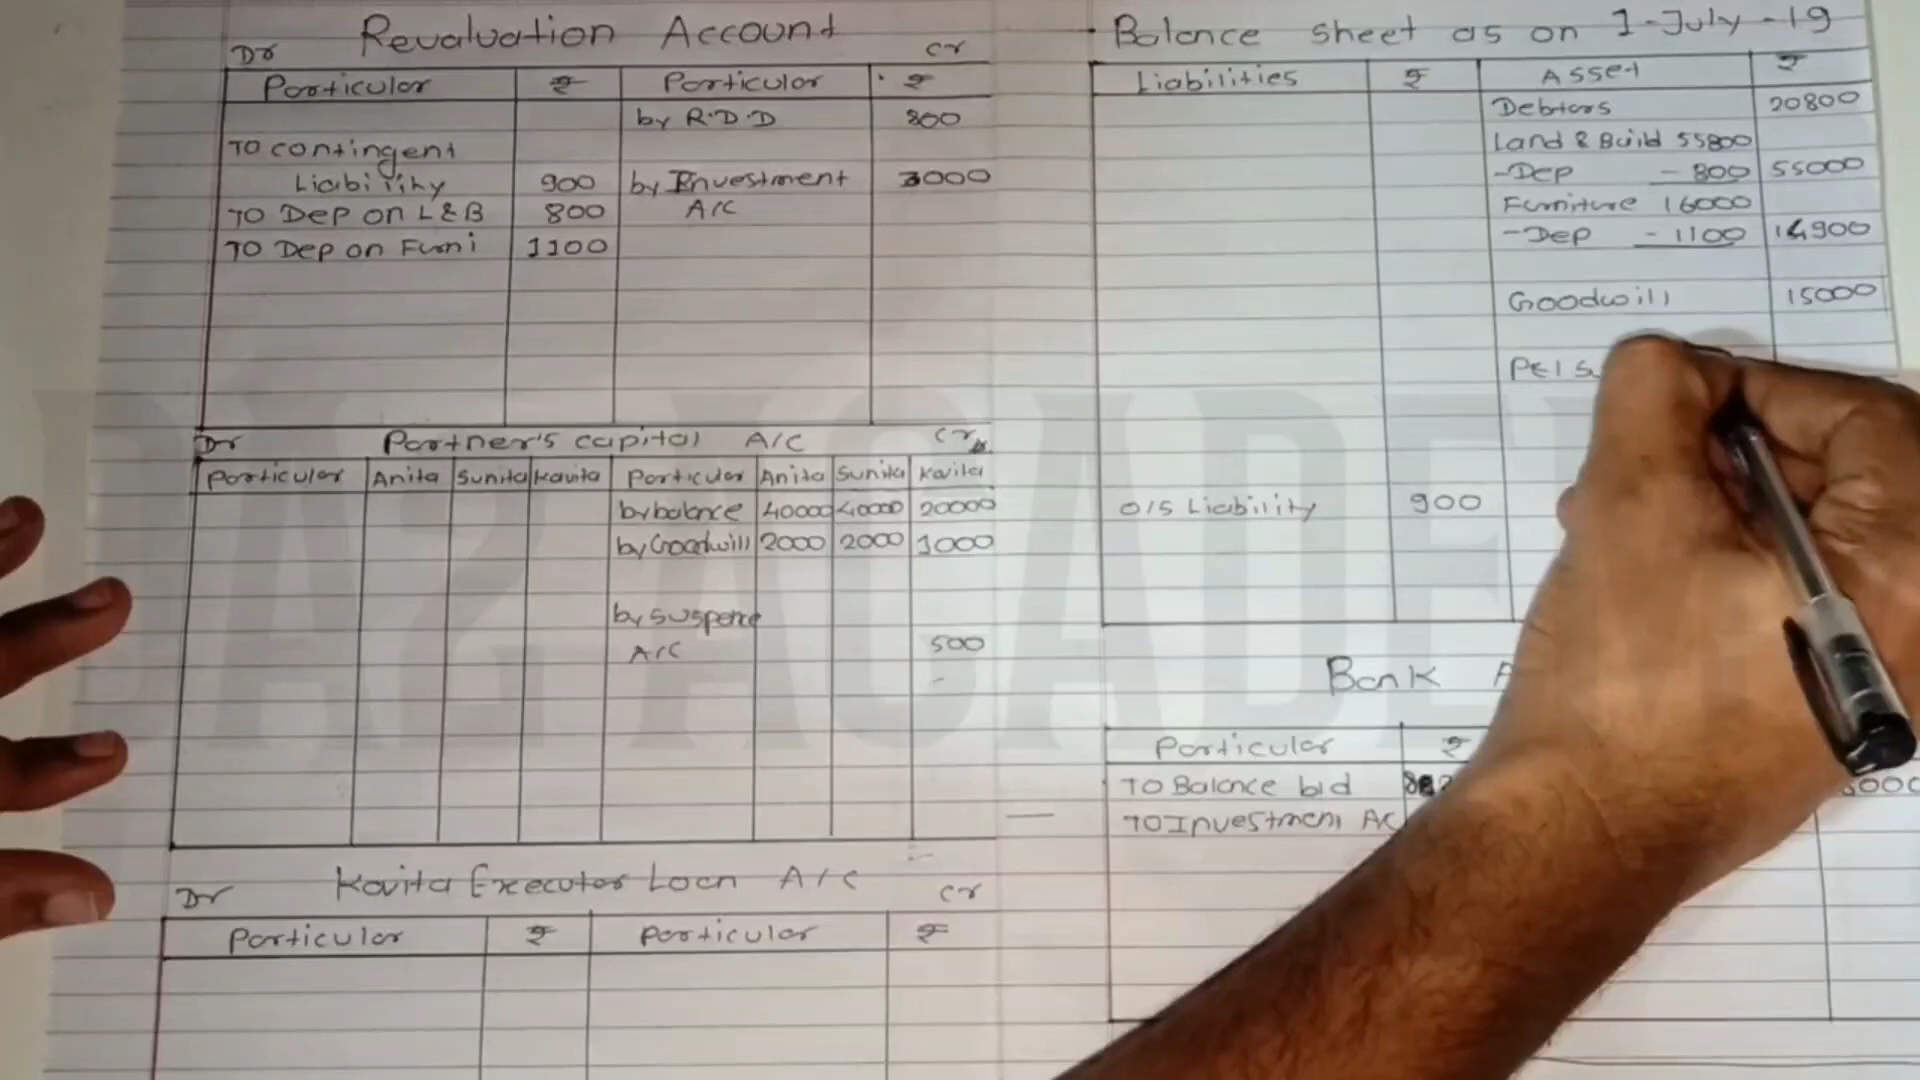 Dr Revaluation Account cr
Particular ₹ Particular ₹
by R.D.D 800
To contingent
Liability 900 by Investment 3000
To Dep on L&B 800 A/C
To Dep on Furni 1100
Dr Partner's capital A/C cr
Particular Anita Sunita Kavita Particular Anita Sunita Kavita
by balance 40000 40000 20000
by Goodwill 2000 2000 1000
by suspence
A/C 500
Dr Kavita Executor Loan A/C cr
Particular ₹ Particular ₹
Balance sheet as on 1-July-19
Liabilities ₹ Asset ₹
Debtors 20800
Land & Build 55800
-Dep - 800 55000
Furniture 16000
-Dep - 1100 14900
Goodwill 15000
O/S Liability 900
Bank
Particular ₹
To Balance b/d
To Investment AC
A2 ACADEM